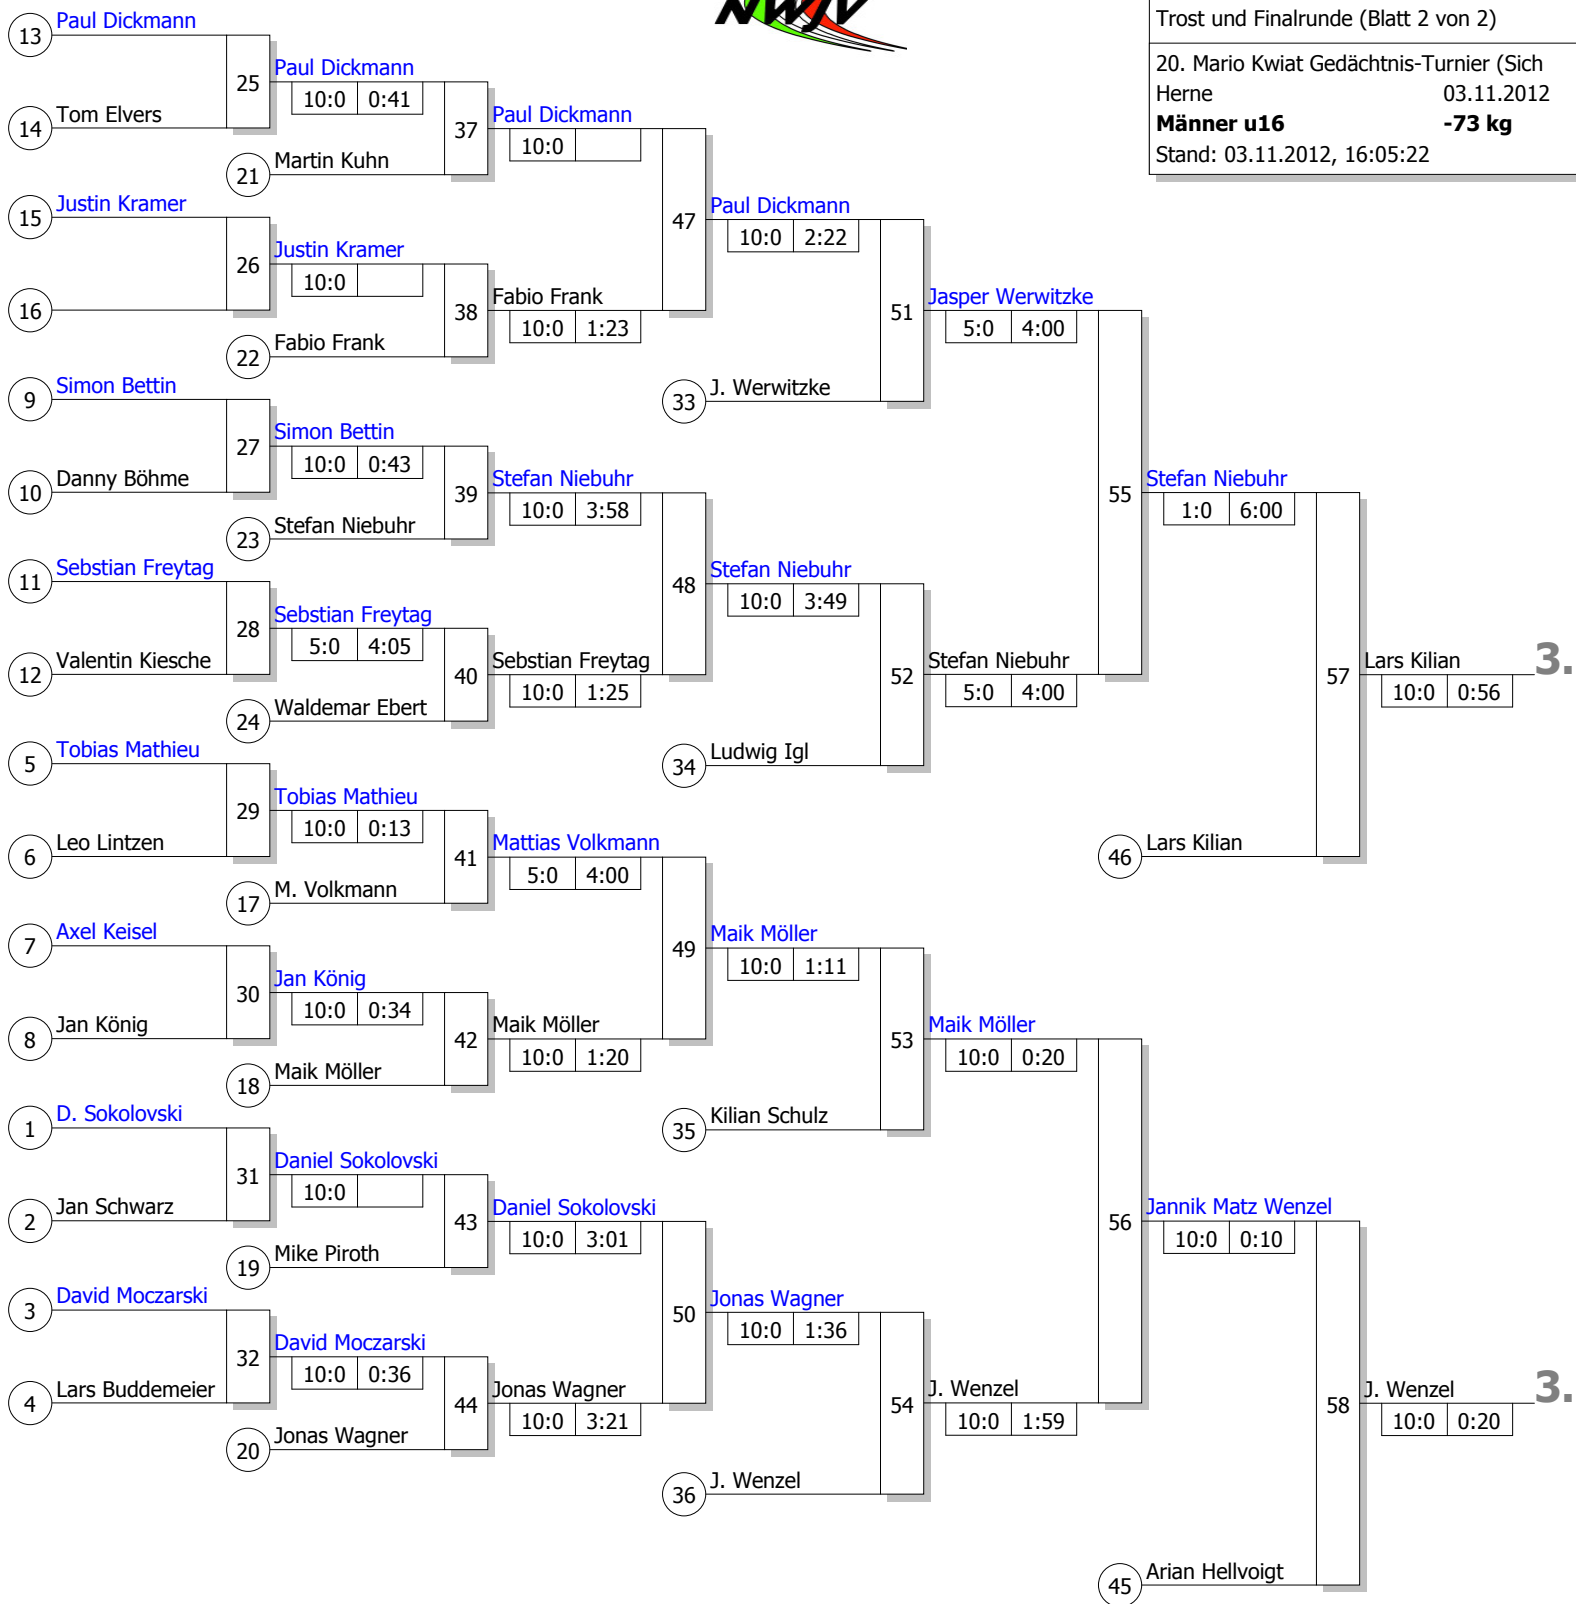 NWJV
Trost und Finalrunde (Blatt 2 von 2)
20. Mario Kwiat Gedächtnis-Turnier (Sich
Herne 03.11.2012
Männer u16 -73 kg
Stand: 03.11.2012, 16:05:22
13 Paul Dickmann
14 Tom Elvers
15 Justin Kramer
16
9 Simon Bettin
10 Danny Böhme
11 Sebstian Freytag
12 Valentin Kiesche
5 Tobias Mathieu
6 Leo Lintzen
7 Axel Keisel
8 Jan König
1 D. Sokolovski
2 Jan Schwarz
3 David Moczarski
4 Lars Buddemeier
25 Paul Dickmann
10:0 0:41
21 Martin Kuhn
26 Justin Kramer
10:0
22 Fabio Frank
27 Simon Bettin
10:0 0:43
23 Stefan Niebuhr
28 Sebstian Freytag
5:0 4:05
24 Waldemar Ebert
29 Tobias Mathieu
10:0 0:13
17 M. Volkmann
30 Jan König
10:0 0:34
18 Maik Möller
31 Daniel Sokolovski
10:0
19 Mike Piroth
32 David Moczarski
10:0 0:36
20 Jonas Wagner
37 Paul Dickmann
10:0
38 Fabio Frank
10:0 1:23
39 Stefan Niebuhr
10:0 3:58
40 Sebstian Freytag
10:0 1:25
41 Mattias Volkmann
5:0 4:00
42 Maik Möller
10:0 1:20
43 Daniel Sokolovski
10:0 3:01
44 Jonas Wagner
10:0 3:21
47 Paul Dickmann
10:0 2:22
33 J. Werwitzke
48 Stefan Niebuhr
10:0 3:49
34 Ludwig Igl
49 Maik Möller
10:0 1:11
35 Kilian Schulz
50 Jonas Wagner
10:0 1:36
36 J. Wenzel
51 Jasper Werwitzke
5:0 4:00
52 Stefan Niebuhr
5:0 4:00
53 Maik Möller
10:0 0:20
54 J. Wenzel
10:0 1:59
55 Stefan Niebuhr
1:0 6:00
46 Lars Kilian
56 Jannik Matz Wenzel
10:0 0:10
45 Arian Hellvoigt
57 Lars Kilian 3.
10:0 0:56
58 J. Wenzel 3.
10:0 0:20